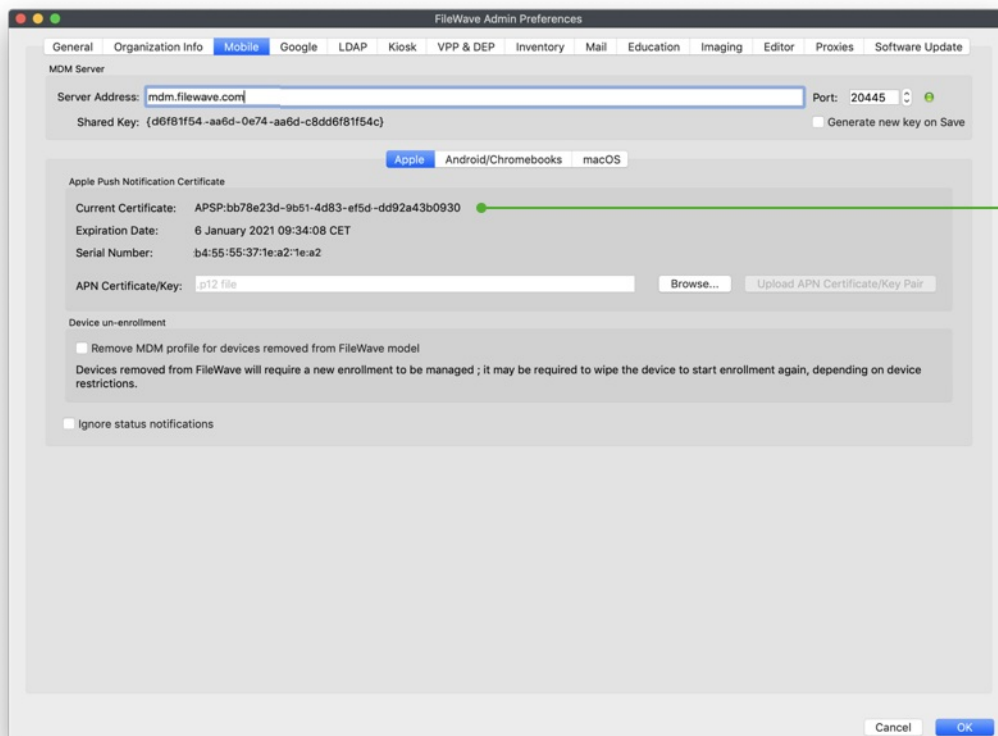 FileWave Admin Preferences
General Organization Info Mobile Google LDAP Kiosk VPP & DEP Inventory Mail Education Imaging Editor Proxies Software Update
MDM Server
Server Address: mdm.filewave.com Port: 20445
Shared Key: {d6f81f54-aa6d-0e74-aa6d-c8dd6f81f54c} Generate new key on Save
Apple Android/Chromebooks macOS
Apple Push Notification Certificate
Current Certificate: APSP:bb78e23d-9b51-4d83-ef5d-dd92a43b0930
Expiration Date: 6 January 2021 09:34:08 CET
Serial Number: b4:55:55:37:1e:a2:1e:a2
APN Certificate/Key: .p12 file Browse... Upload APN Certificate/Key Pair
Device un-enrollment
Remove MDM profile for devices removed from FileWave model
Devices removed from FileWave will require a new enrollment to be managed ; it may be required to wipe the device to start enrollment again, depending on device
restrictions.
Ignore status notifications
Cancel OK